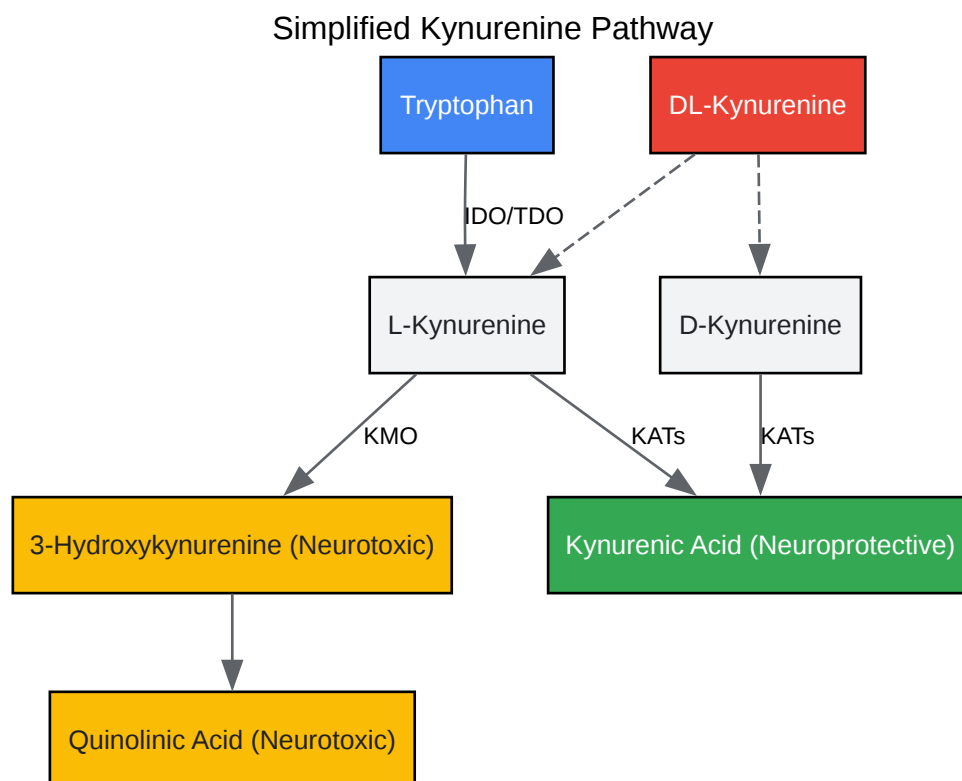 Simplified Kynurenine Pathway
Tryptophan
DL-Kynurenine
IDO/TDO
L-Kynurenine
D-Kynurenine
KMO
KATs
KATs
3-Hydroxykynurenine (Neurotoxic)
Kynurenic Acid (Neuroprotective)
Quinolinic Acid (Neurotoxic)